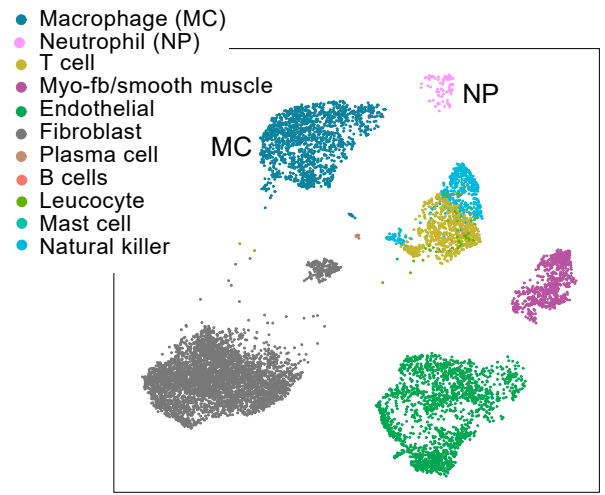 Macrophage (MC)
Neutrophil (NP)
T cell
Myo-fb/smooth muscle
Endothelial
Fibroblast
Plasma cell
B cells
Leucocyte
Mast cell
Natural killer
NP
MC